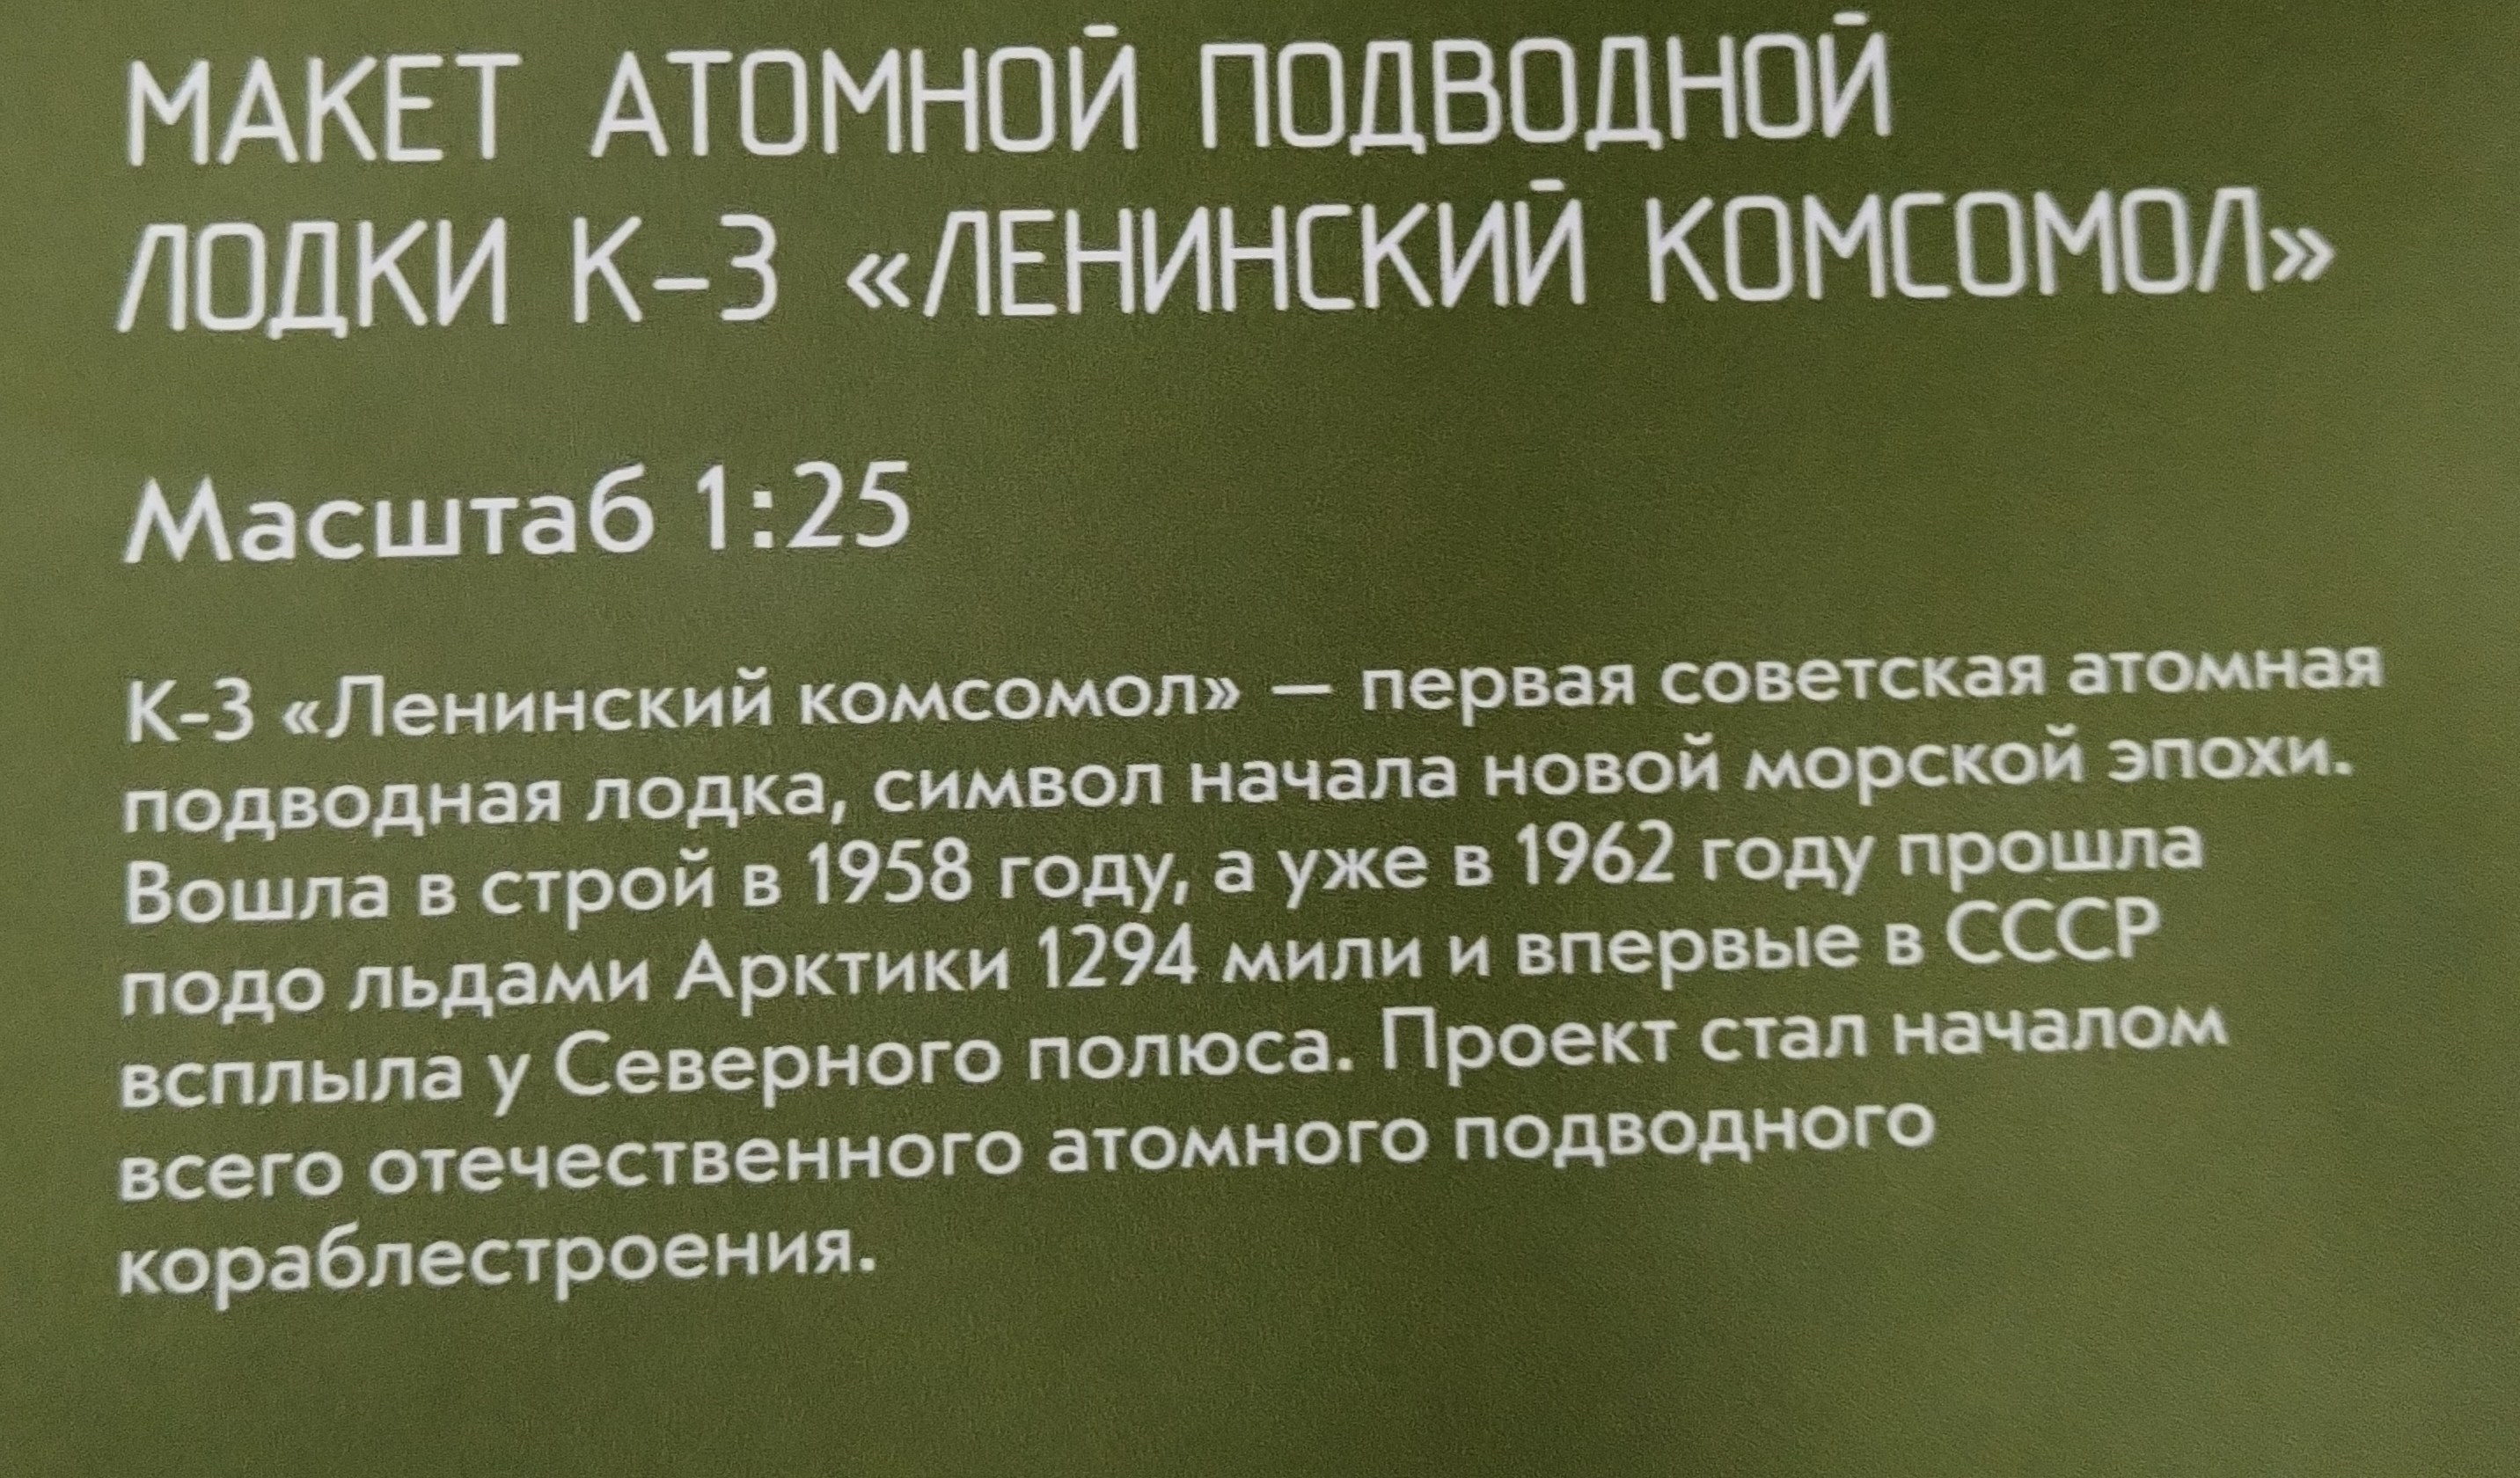 МАКЕТ АТОМНОЙ ПОДВОДНОЙ
ЛОДКИ К-3 «ЛЕНИНСКИЙ КОМСОМОЛ»
Масштаб 1:25
К-3 «Ленинский комсомол» — первая советская атомная
подводная лодка, символ начала новой морской эпохи.
Вошла в строй в 1958 году, а уже в 1962 году прошла
подо льдами Арктики 1294 мили и впервые в СССР
всплыла у Северного полюса. Проект стал началом
всего отечественного атомного подводного
кораблестроения.